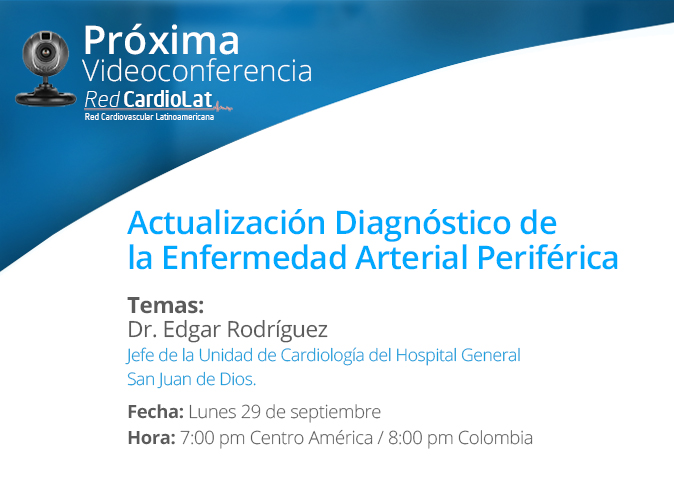 Próxima
Videoconferencia
Red CardioLat
Red Cardiovascular Latinoamericana
Actualización Diagnóstico de
la Enfermedad Arterial Periférica
Temas:
Dr. Edgar Rodríguez
Jefe de la Unidad de Cardiología del Hospital General
San Juan de Dios.
Fecha: Lunes 29 de septiembre
Hora: 7:00 pm Centro América / 8:00 pm Colombia